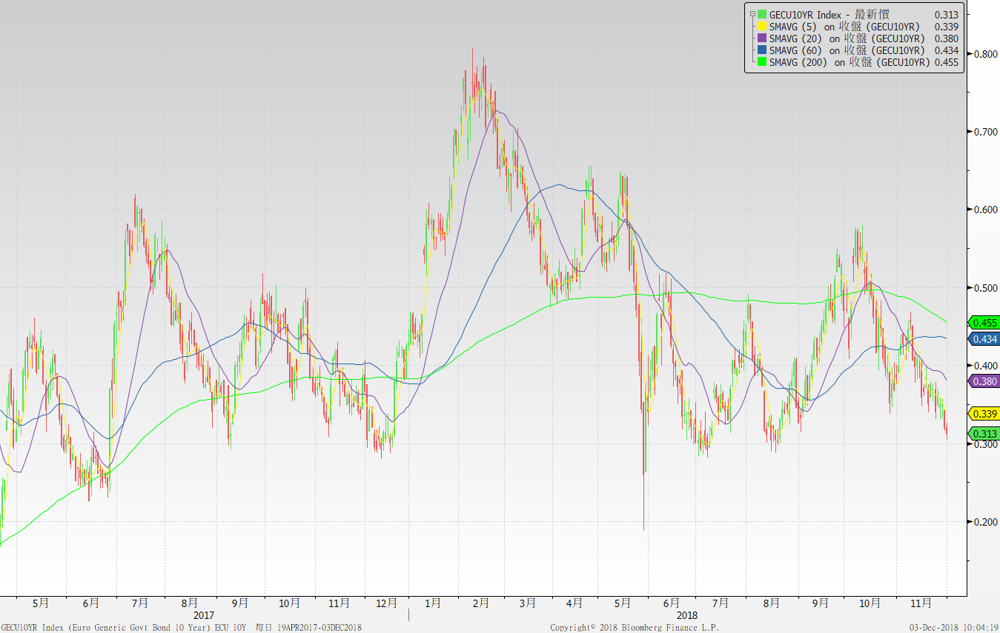 GECU10YR Index - 最新價 0.313
SMAVG (5) on 收盤 (GECU10YR) 0.339
SMAVG (20) on 收盤 (GECU10YR) 0.380
SMAVG (60) on 收盤 (GECU10YR) 0.434
SMAVG (200) on 收盤 (GECU10YR) 0.455
0.800
0.700
0.600
0.500
0.455
0.434
0.400
0.380
0.339
0.313
0.300
0.200
5月 6月 7月 8月 9月 10月 11月 12月 1月 2月 3月 4月 5月 6月 7月 8月 9月 10月 11月
2017 2018
GECU10YR Index (Euro Generic Govt Bond 10 Year) ECU 10Y 每日 19APR2017-03DEC2018 Copyright© 2018 Bloomberg Finance L.P. 03-Dec-2018 10:04:19